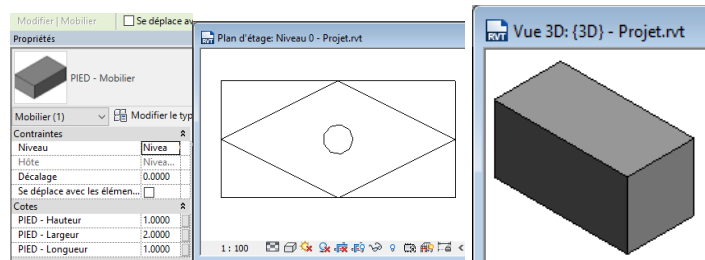 Modifier | Mobilier
Se déplace av
Propriétés
PIED - Mobilier
Mobilier (1)
Modifier le typ
Contraintes
Niveau Nivea
Hôte Nivea...
Décalage 0.0000
Se déplace avec les élémen...
Cotes
PIED - Hauteur 1.0000
PIED - Largeur 2.0000
PIED - Longueur 1.0000
RVT Plan d'étage: Niveau 0 - Projet.rvt
1 : 100
RVT Vue 3D: {3D} - Projet.rvt